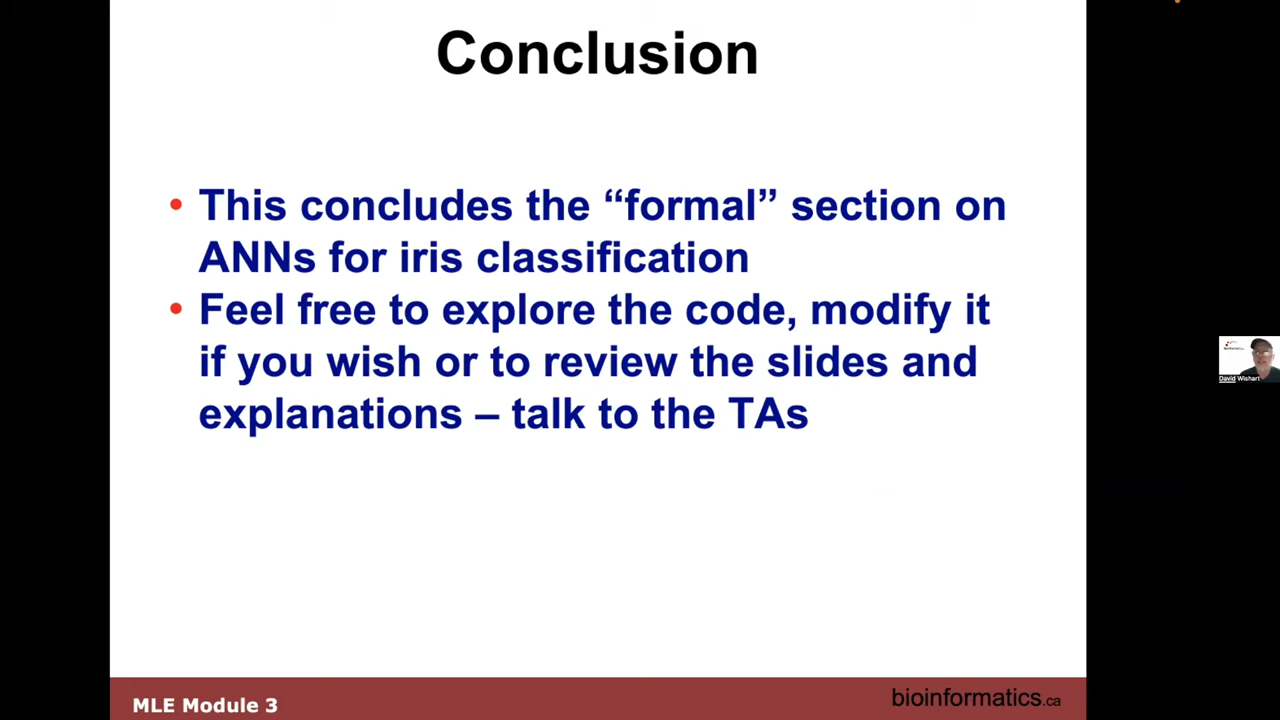 Conclusion
• This concludes the “formal” section on
ANNs for iris classification
• Feel free to explore the code, modify it
if you wish or to review the slides and
explanations – talk to the TAs
David Wishart
MLE Module 3
bioinformatics.ca